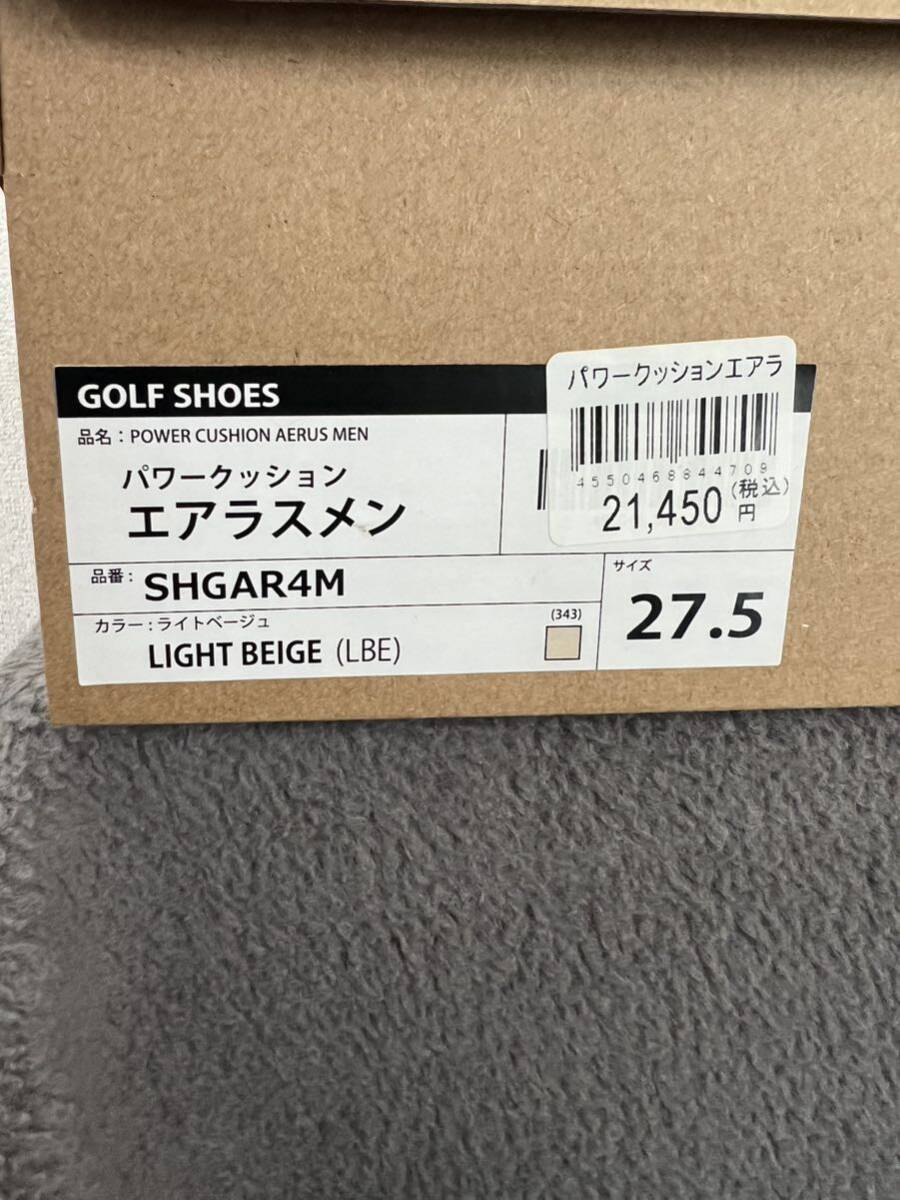 GOLF SHOES
品名：POWER CUSHION AERUS MEN
パワークッション
エアラスメン
パワークッションエアラ
4550468844709
21,450円(税込)
品番：SHGAR4M
カラー：ライトベージュ
LIGHT BEIGE (LBE)
(343)
サイズ
27.5